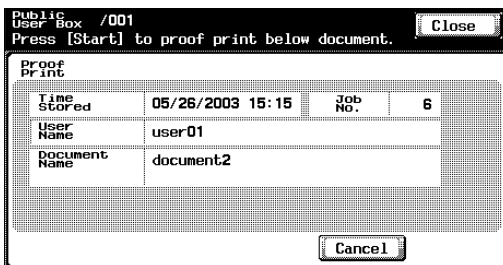 Public
User Box /001
Press [Start] to proof print below document.
Close
Proof
Print
Time
Stored
05/26/2003 15:15
Job
No.
6
User
Name
user01
Document
Name
document2
Cancel